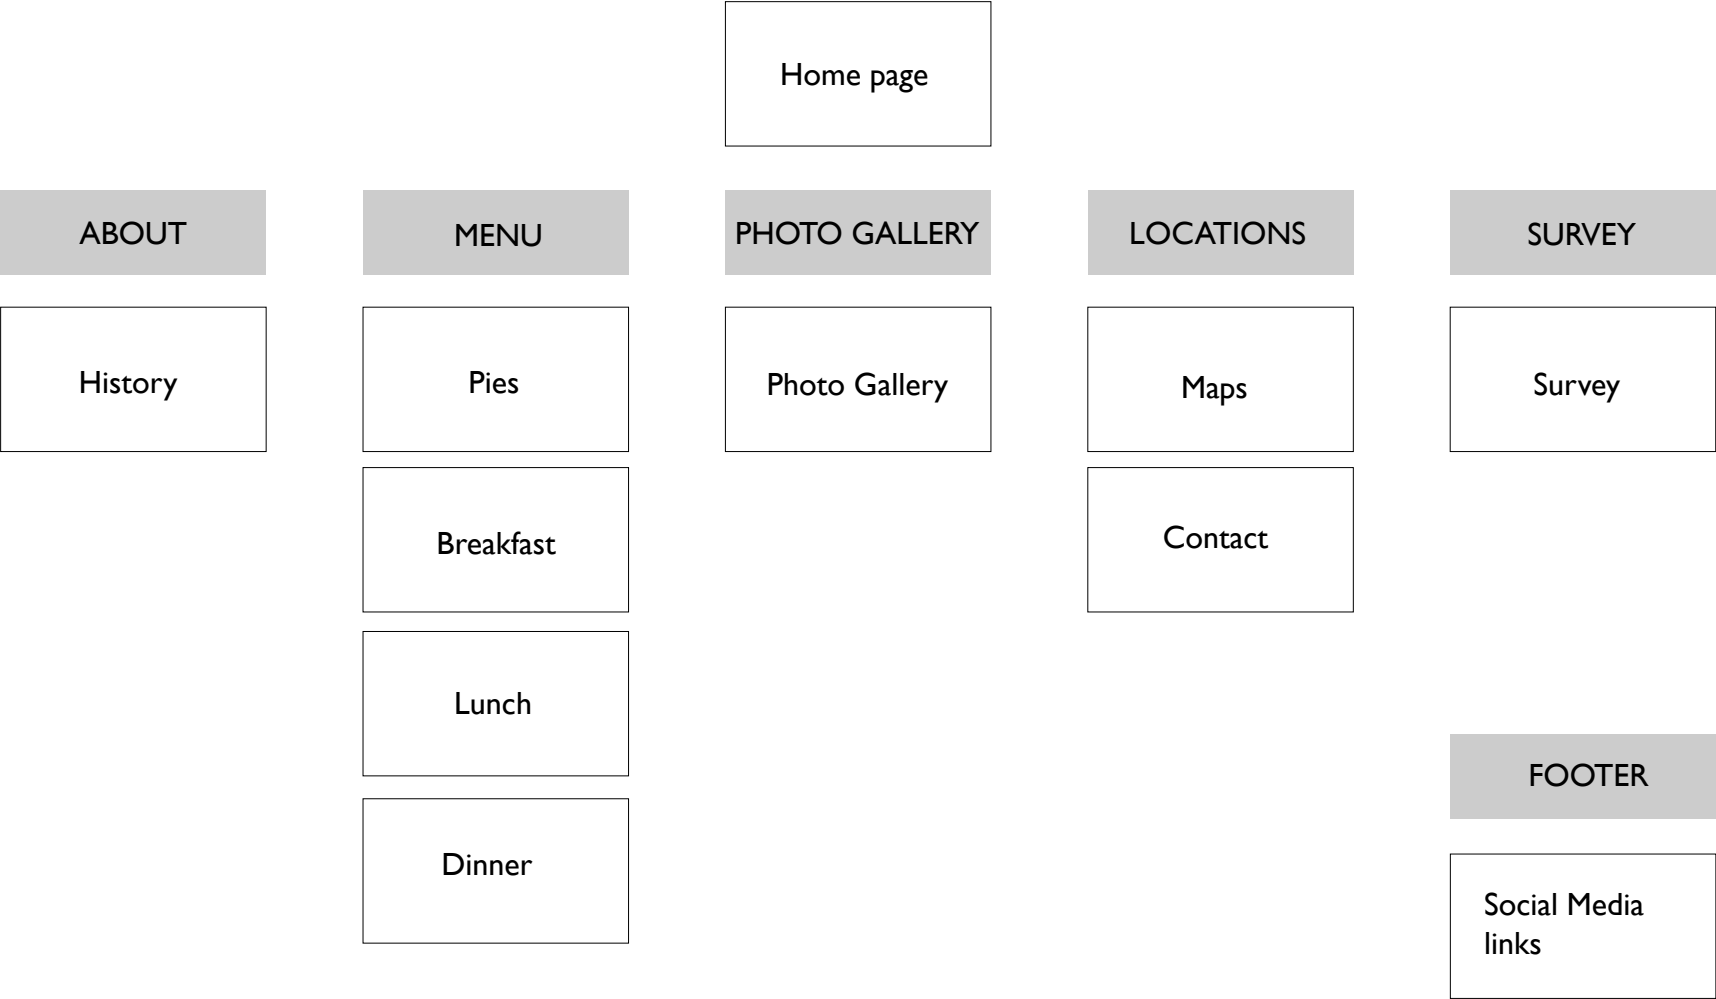 Home page
ABOUT
MENU
PHOTO GALLERY
LOCATIONS
SURVEY
History
Pies
Photo Gallery
Maps
Survey
Breakfast
Contact
Lunch
Dinner
FOOTER
Social Media
links